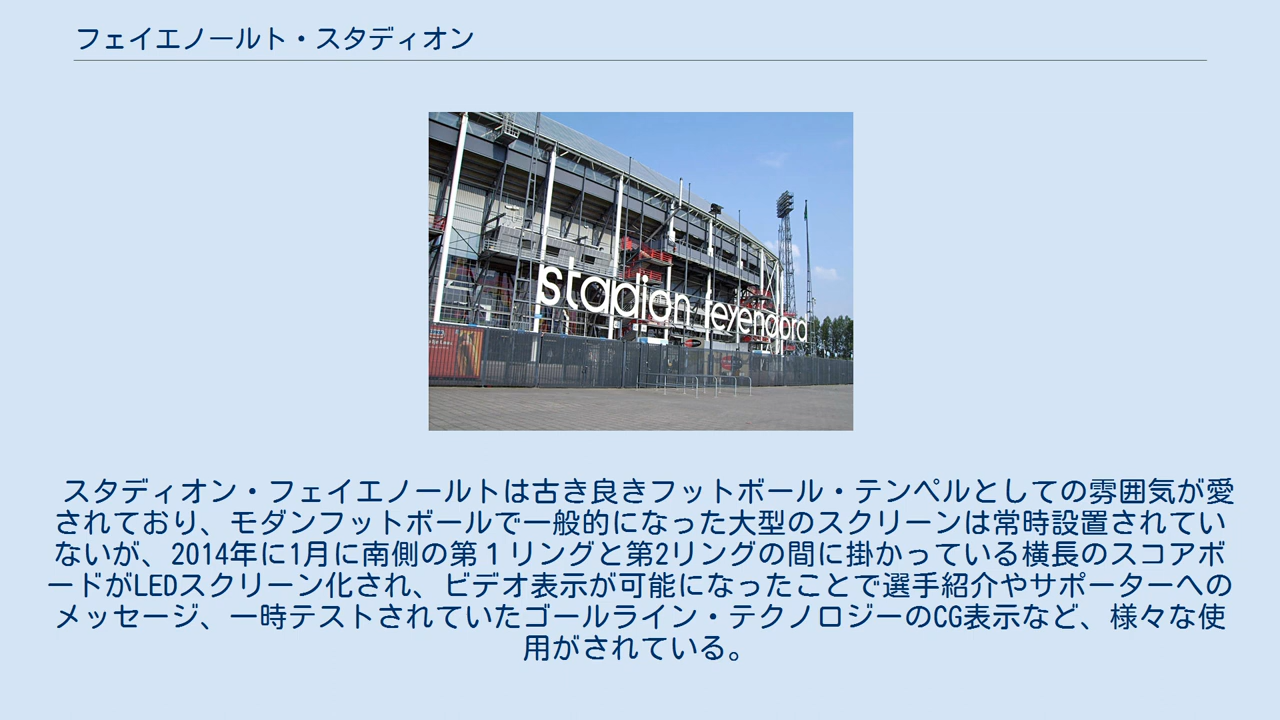 フェイエノールト・スタディオン
stadion feyenoord
スタディオン・フェイエノールトは古き良きフットボール・テンペルとしての雰囲気が愛
されており、モダンフットボールで一般的になった大型のスクリーンは常時設置されてい
ないが、2014年に1月に南側の第１リングと第2リングの間に掛かっている横長のスコアボ
ードがLEDスクリーン化され、ビデオ表示が可能になったことで選手紹介やサポーターへの
メッセージ、一時テストされていたゴールライン・テクノロジーのCG表示など、様々な使
用がされている。